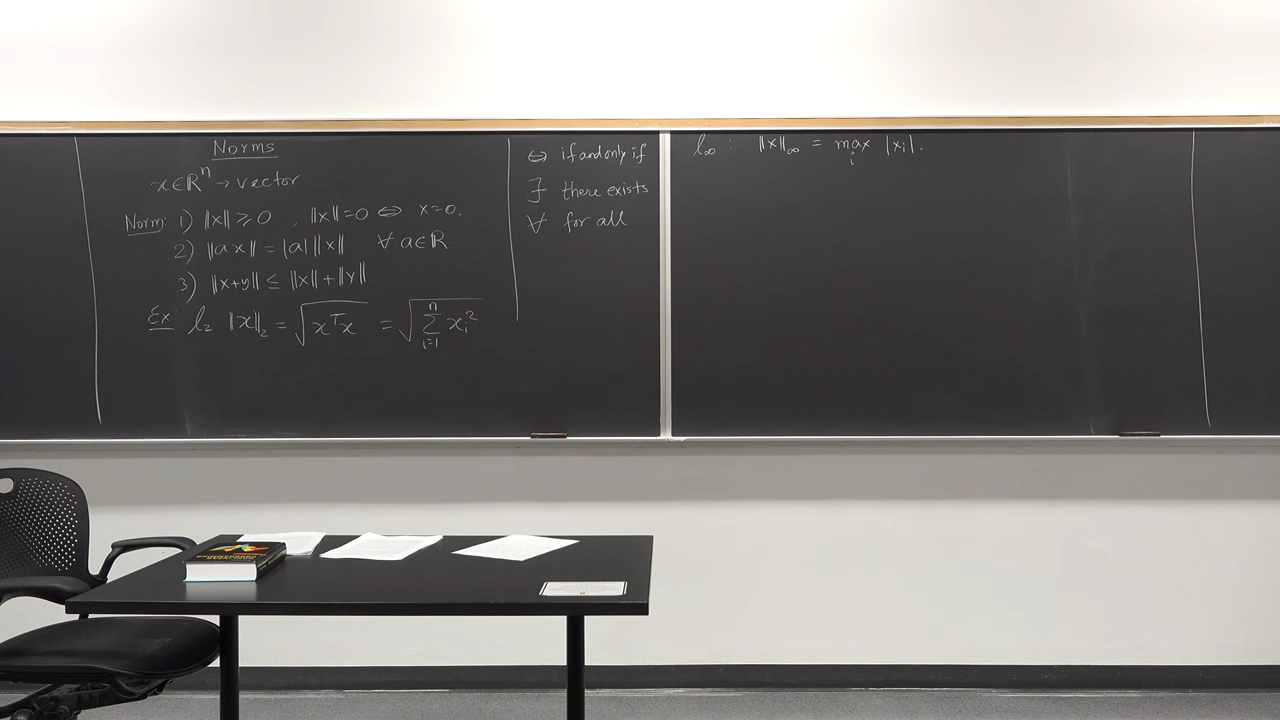 Norms
x∈ℝⁿ → vector
Norm: 1) ||x|| ≥ 0 , ||x|| = 0 ⇔ x=0.
2) ||ax|| = |a| ||x|| ∀ a∈ℝ.
3) ||x+y|| ≤ ||x|| + ||y||.
Ex: l₂ ||x||₂ = √(xᵀx) = √(∑ᵢ₌₁ⁿ xᵢ²)
⇔ if and only if
∃ there exists
∀ for all
l∞ : ||x||∞ = maxᵢ |xᵢ|.